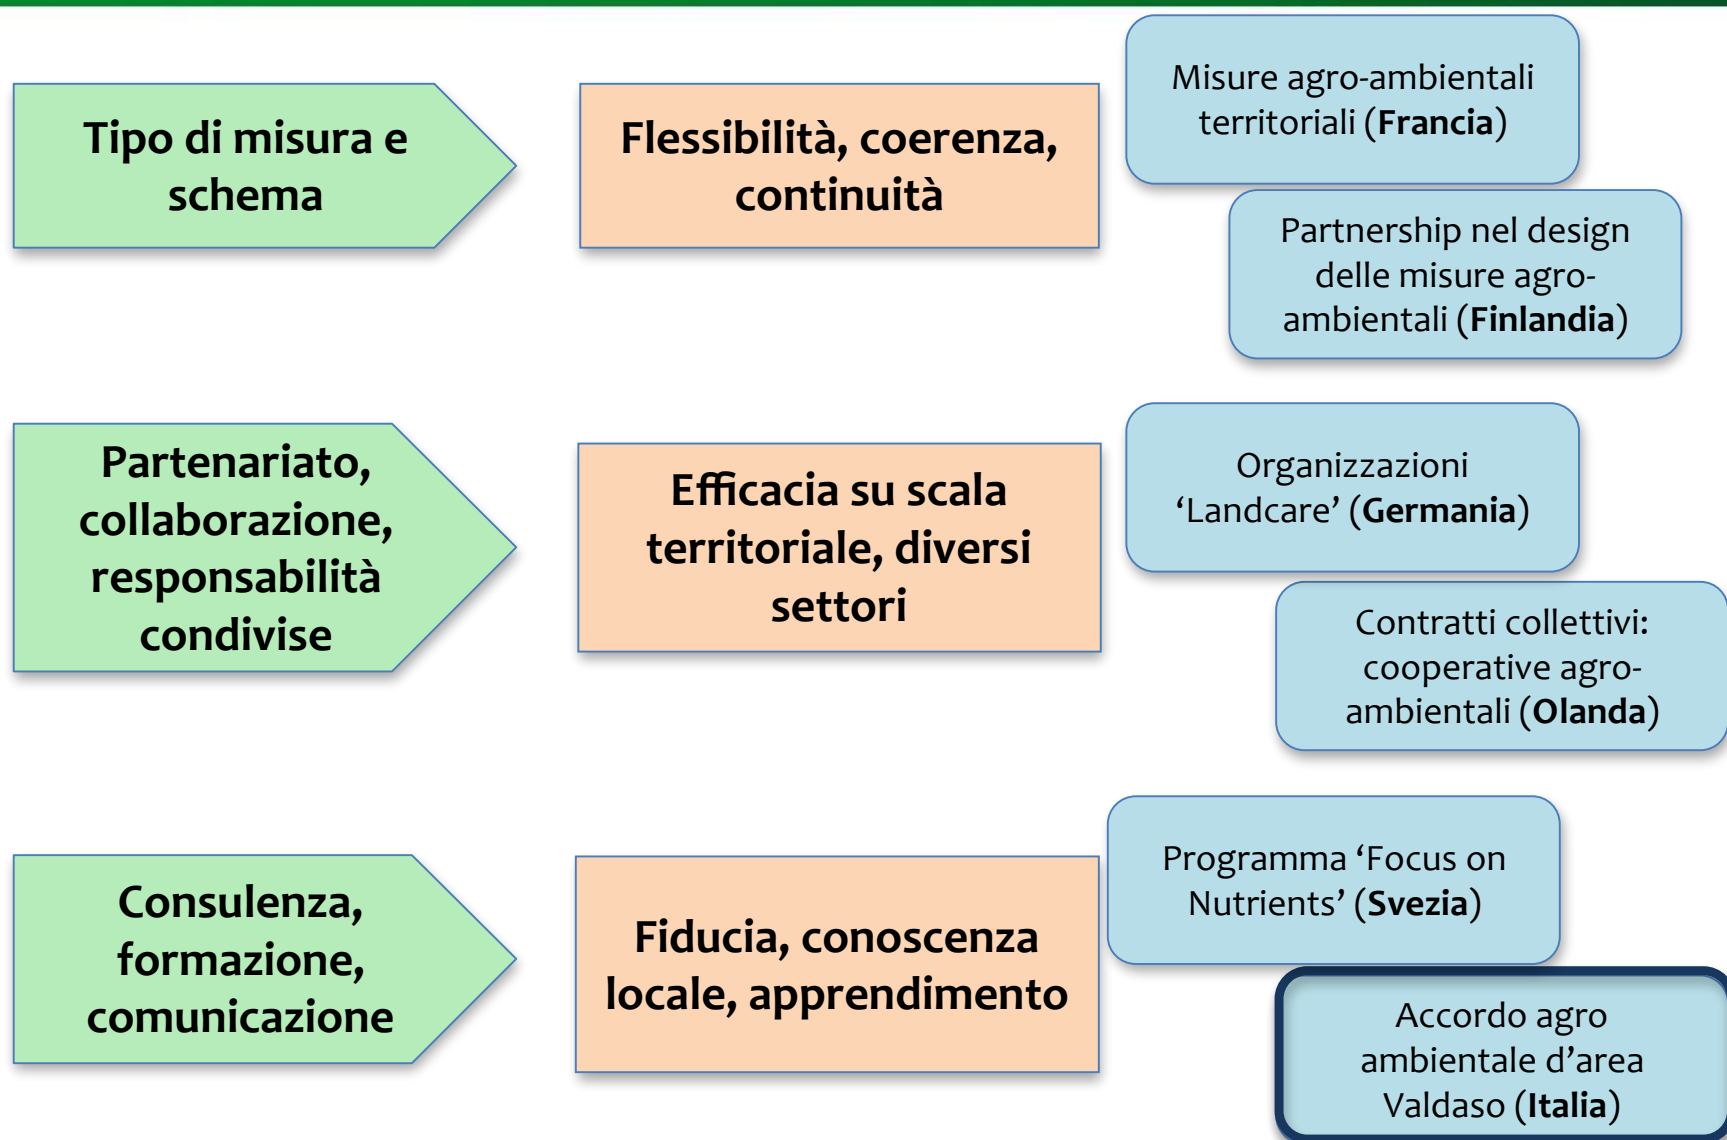 Tipo di misura e
schema
Flessibilità, coerenza,
continuità
Misure agro-ambientali
territoriali (Francia)
Partnership nel design
delle misure agro-
ambientali (Finlandia)
Partenariato,
collaborazione,
responsabilità
condivise
Efficacia su scala
territoriale, diversi
settori
Organizzazioni
‘Landcare’ (Germania)
Contratti collettivi:
cooperative agro-
ambientali (Olanda)
Consulenza,
formazione,
comunicazione
Fiducia, conoscenza
locale, apprendimento
Programma ‘Focus on
Nutrients’ (Svezia)
Accordo agro
ambientale d’area
Valdaso (Italia)